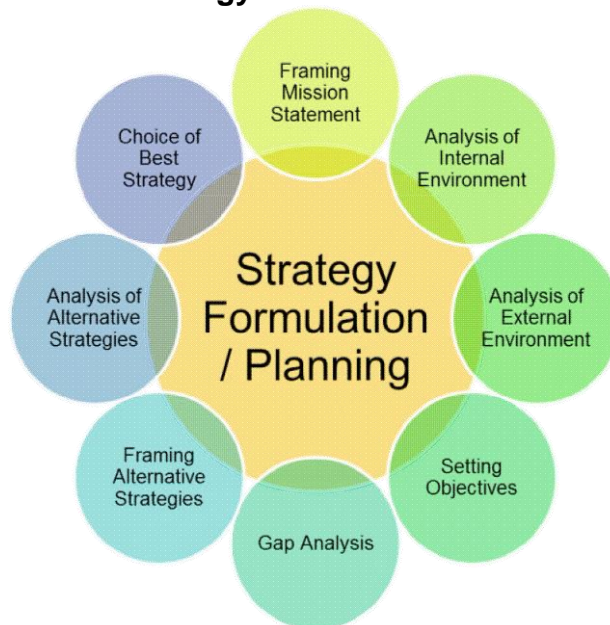 Framing
Mission
Statement
Analysis of
Internal
Environment
Analysis of
External
Environment
Setting
Objectives
Gap Analysis
Framing
Alternative
Strategies
Analysis of
Alternative
Strategies
Choice of
Best
Strategy
Strategy
Formulation
/ Planning